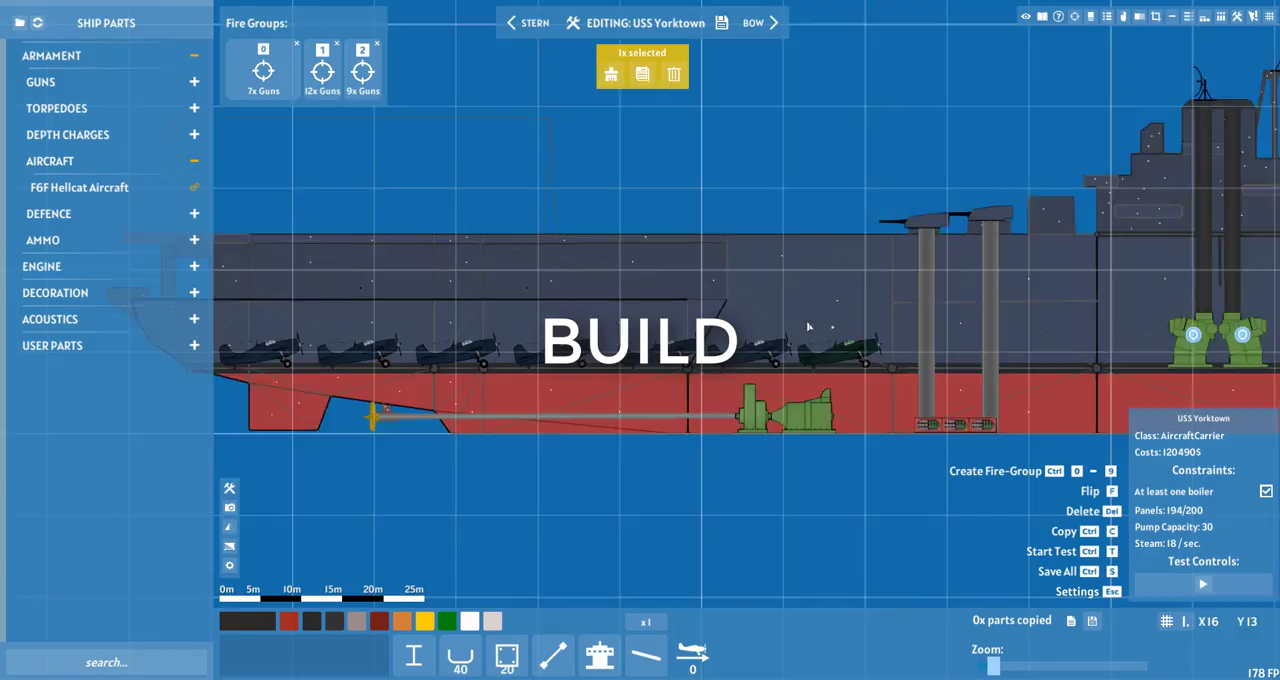 SHIP PARTS
ARMAMENT
GUNS
TORPEDOES
DEPTH CHARGES
AIRCRAFT
F6F Hellcat Aircraft
DEFENCE
AMMO
ENGINE
DECORATION
ACOUSTICS
USER PARTS
search...
Fire Groups:
0 1 2
7x Guns 12x Guns 9x Guns
STERN EDITING: USS Yorktown BOW
1x selected
BUILD
USS Yorktown
Class: AircraftCarrier
Costs: 120490$
Constraints:
At least one boiler
Panels: 194/200
Pump Capacity: 30
Steam: 18 / sec.
Test Controls:
Create Fire-Group Ctrl 0 - 9
Flip F
Delete Del
Copy Ctrl C
Start Test Ctrl T
Save All Ctrl S
Settings Esc
0m 5m 10m 15m 20m 25m
x1
0x parts copied
1. X16 Y13
40 20 0
Zoom:
178 FP